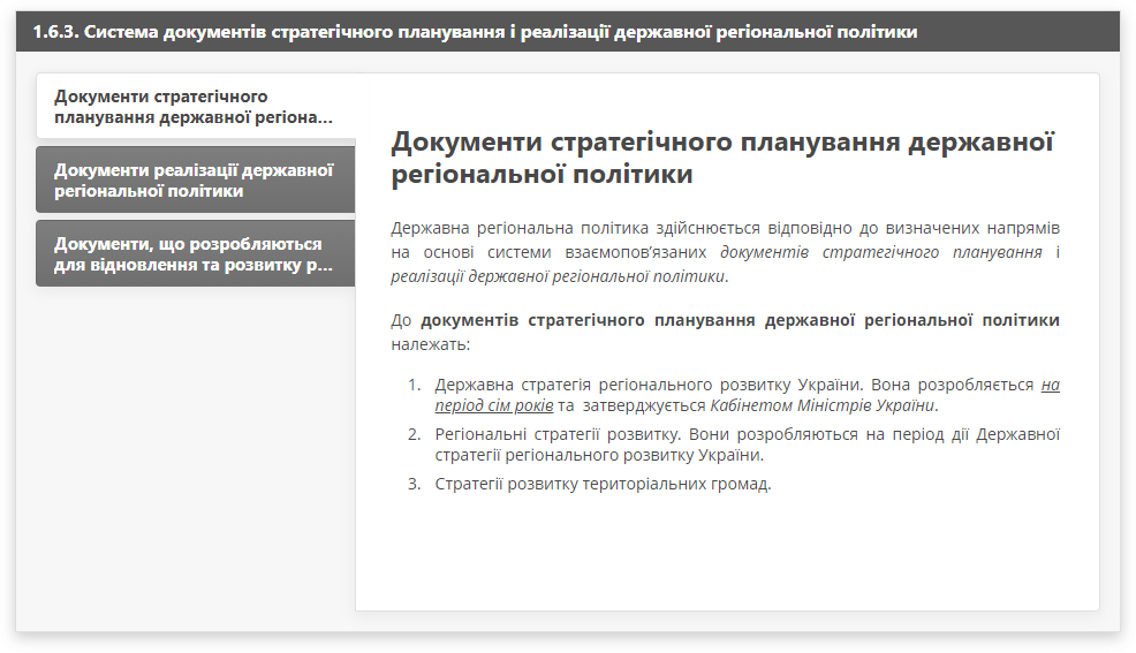 1.6.3. Система документів стратегічного планування і реалізації державної регіональної політики
Документи стратегічного
планування державної регіона...
Документи реалізації державної
регіональної політики
Документи, що розробляються
для відновлення та розвитку р...
Документи стратегічного планування державної
регіональної політики
Державна регіональна політика здійснюється відповідно до визначених напрямів
на основі системи взаємопов’язаних документів стратегічного планування і
реалізації державної регіональної політики.
До документів стратегічного планування державної регіональної політики
належать:
1. Державна стратегія регіонального розвитку України. Вона розробляється на
період сім років та затверджується Кабінетом Міністрів України.
2. Регіональні стратегії розвитку. Вони розробляються на період дії Державної
стратегії регіонального розвитку України.
3. Стратегії розвитку територіальних громад.